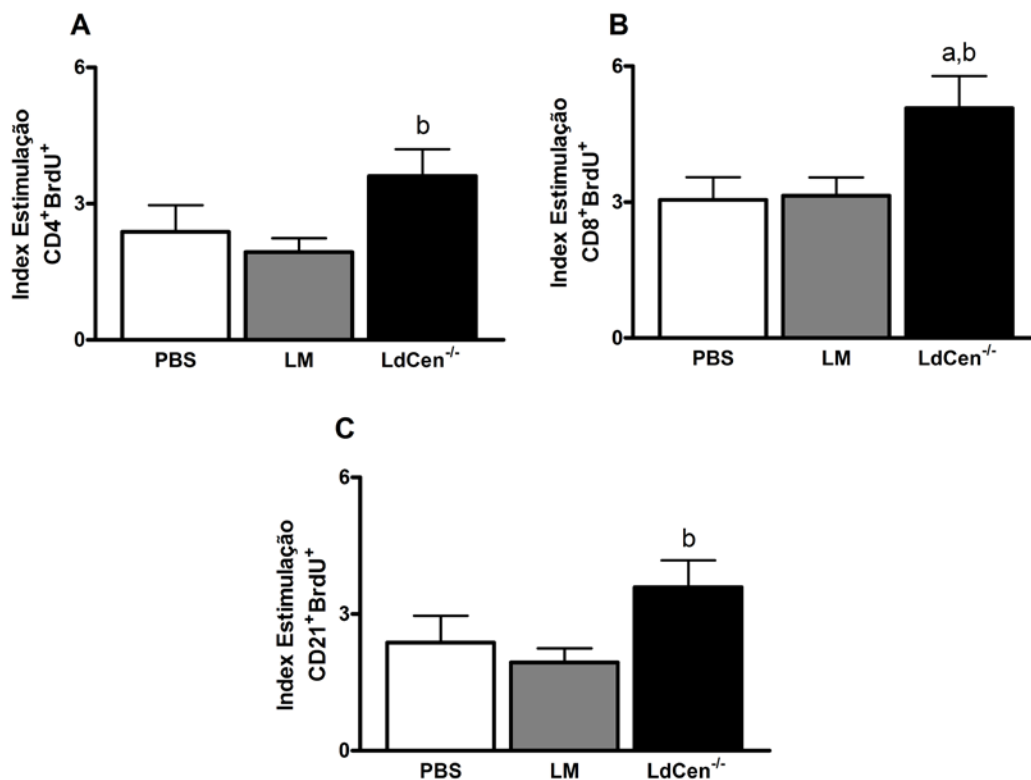 A
Index Estimulação
CD4⁺BrdU⁺
6
3
0
b
PBS LM LdCen⁻/⁻
B
Index Estimulação
CD8⁺BrdU⁺
6
3
0
a,b
PBS LM LdCen⁻/⁻
C
Index Estimulação
CD21⁺BrdU⁺
6
3
0
b
PBS LM LdCen⁻/⁻